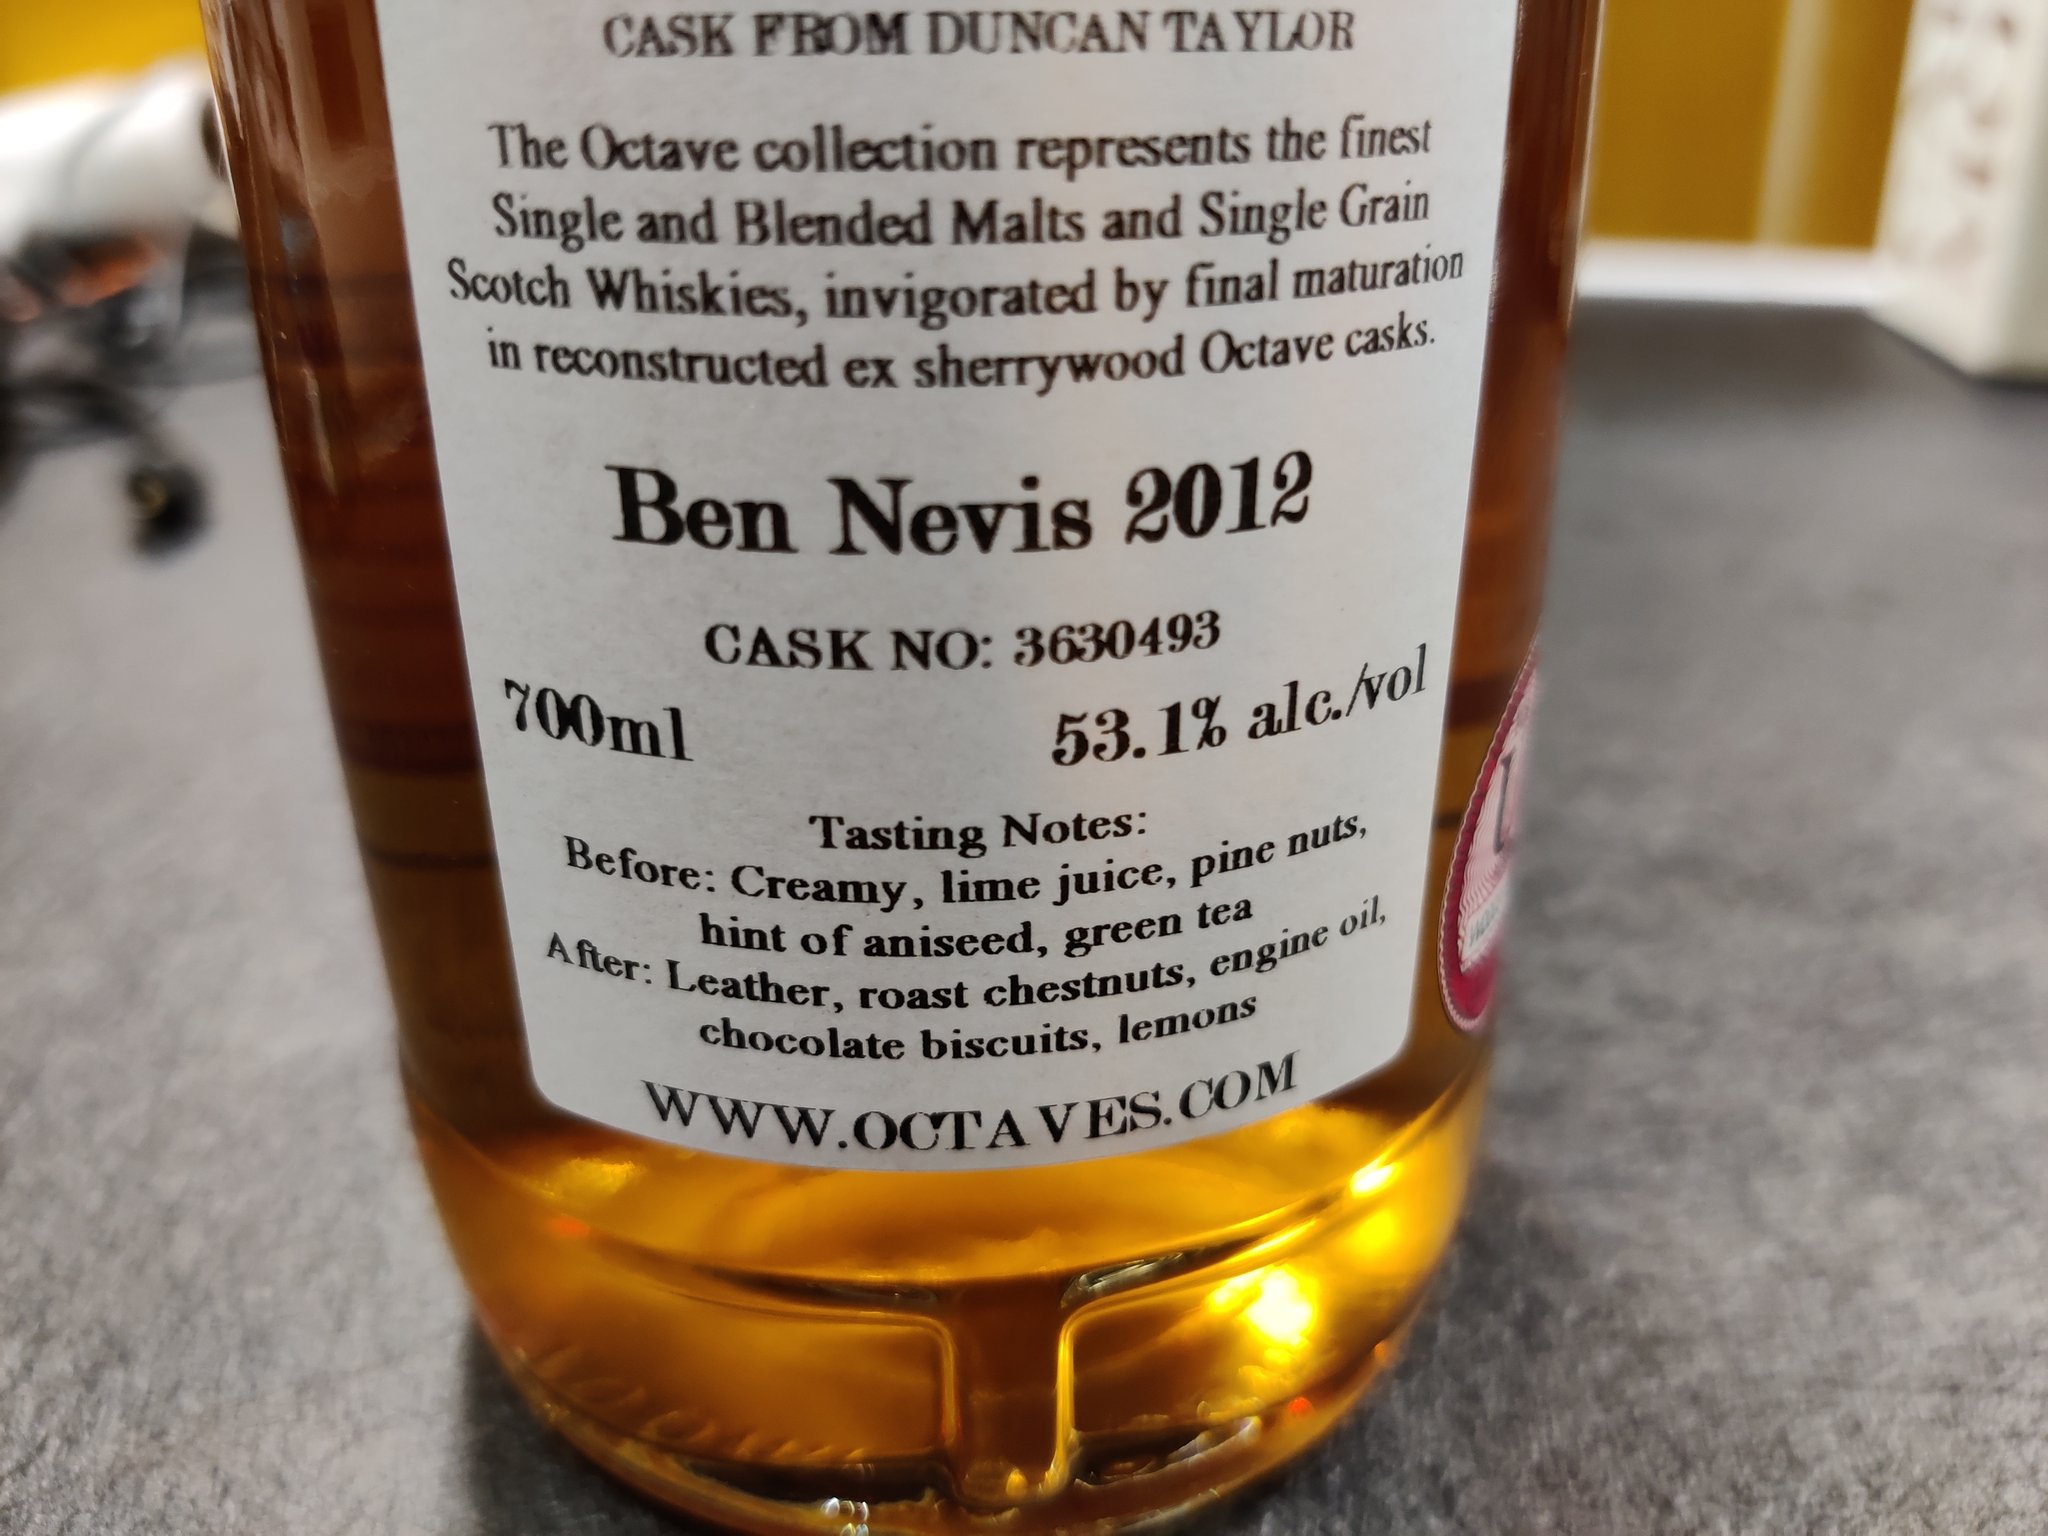 CASK FROM DUNCAN TAYLOR
The Octave collection represents the finest
Single and Blended Malts and Single Grain
Scotch Whiskies, invigorated by final maturation
in reconstructed ex sherrywood Octave casks.
Ben Nevis 2012
CASK NO: 3630493
700ml 53.1% alc./vol
Tasting Notes:
Before: Creamy, lime juice, pine nuts,
hint of aniseed, green tea
After: Leather, roast chestnuts, engine oil,
chocolate biscuits, lemons
WWW.OCTAVES.COM